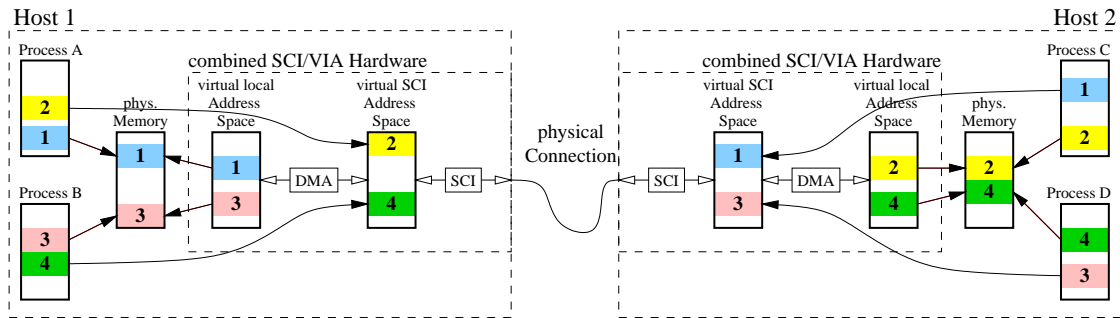 Host 1
Host 2
Process A
Process C
combined SCI/VIA Hardware
combined SCI/VIA Hardware
virtual local
Address
Space
virtual SCI
Address
Space
virtual SCI
Address
Space
virtual local
Address
Space
phys.
Memory
phys.
Memory
2
1
1
3
1
3
2
4
DMA
SCI
physical
Connection
SCI
DMA
1
3
2
4
2
4
1
2
Process B
3
4
Process D
4
3